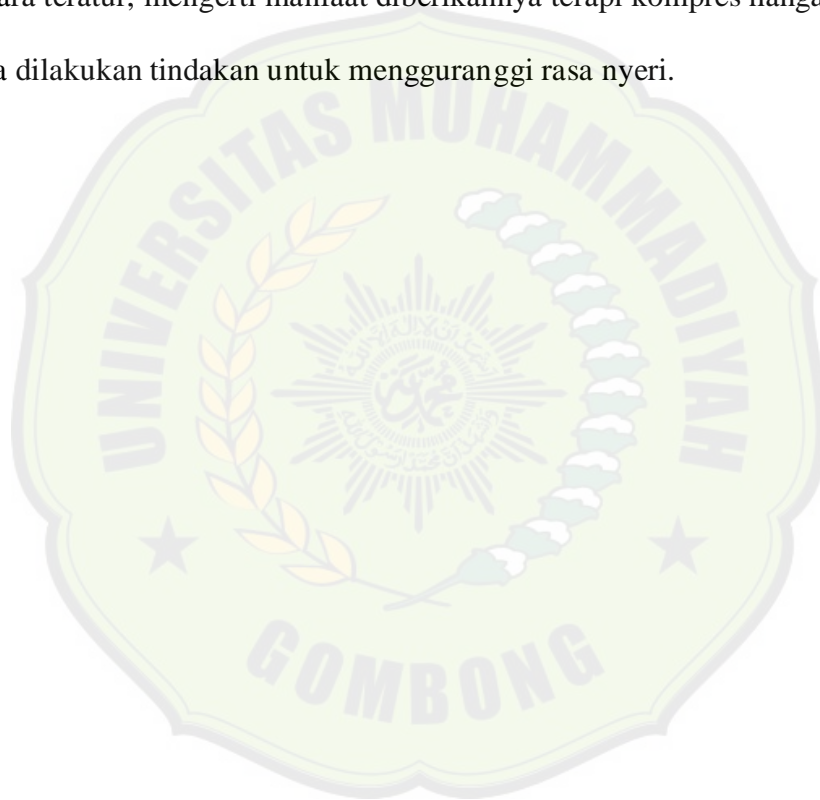 ara teratur, mengerti manfaat diberikannya terapi kompres hanga
a dilakukan tindakan untuk mengguranggi rasa nyeri.
UNIVERSITAS MUHAMMADIYAH
GOMBONG